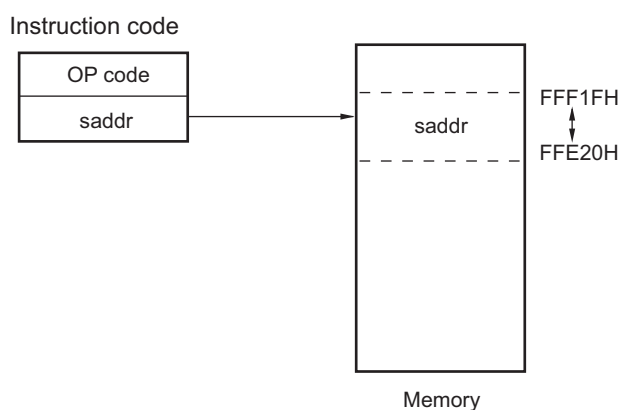 Instruction code
OP code
saddr
saddr
FFF1FH
FFE20H
Memory